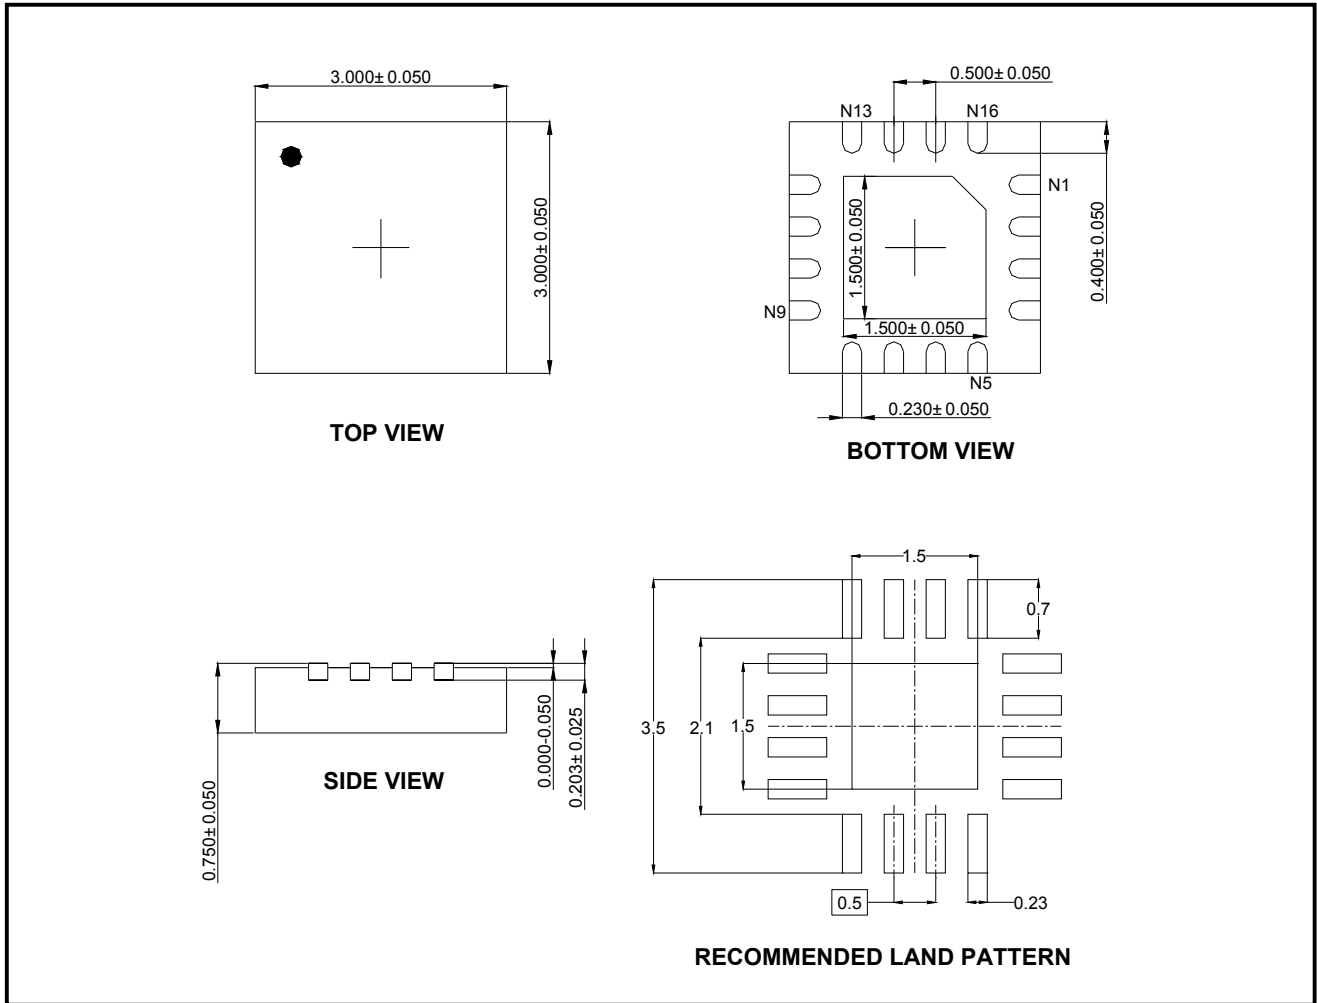 3.000± 0.050
3.000± 0.050
TOP VIEW
0.500± 0.050
N13
N16
N1
0.400± 0.050
1.500± 0.050
N9
1.500± 0.050
N5
0.230± 0.050
BOTTOM VIEW
0.750± 0.050
0.000-0.050
0.203± 0.025
SIDE VIEW
1.5
0.7
3.5
2.1
1.5
0.5
0.23
RECOMMENDED LAND PATTERN